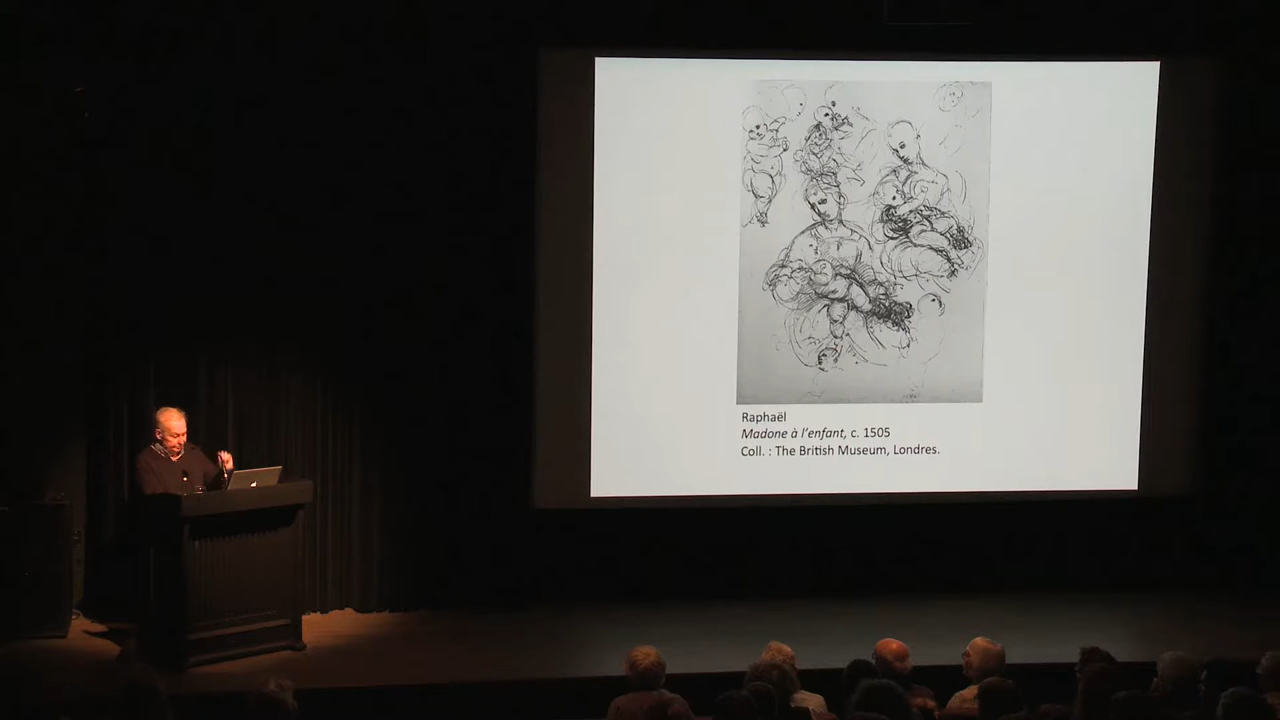 Raphaël
Madone à l'enfant, c. 1505
Coll. : The British Museum, Londres.